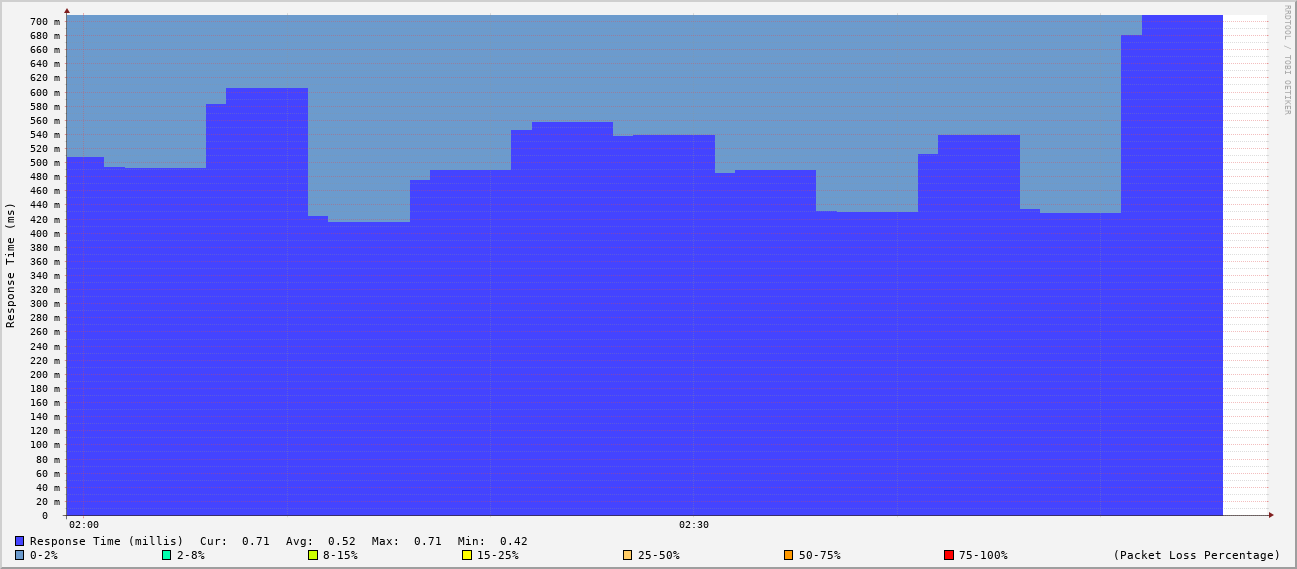 RRDTOOL / TOBI OETIKER
Response Time (ms)
700 m
680 m
660 m
640 m
620 m
600 m
580 m
560 m
540 m
520 m
500 m
480 m
460 m
440 m
420 m
400 m
380 m
360 m
340 m
320 m
300 m
280 m
260 m
240 m
220 m
200 m
180 m
160 m
140 m
120 m
100 m
80 m
60 m
40 m
20 m
0
02:00 02:30
Response Time (millis) Cur: 0.71 Avg: 0.52 Max: 0.71 Min: 0.42
0-2% 2-8% 8-15% 15-25% 25-50% 50-75% 75-100% (Packet Loss Percentage)